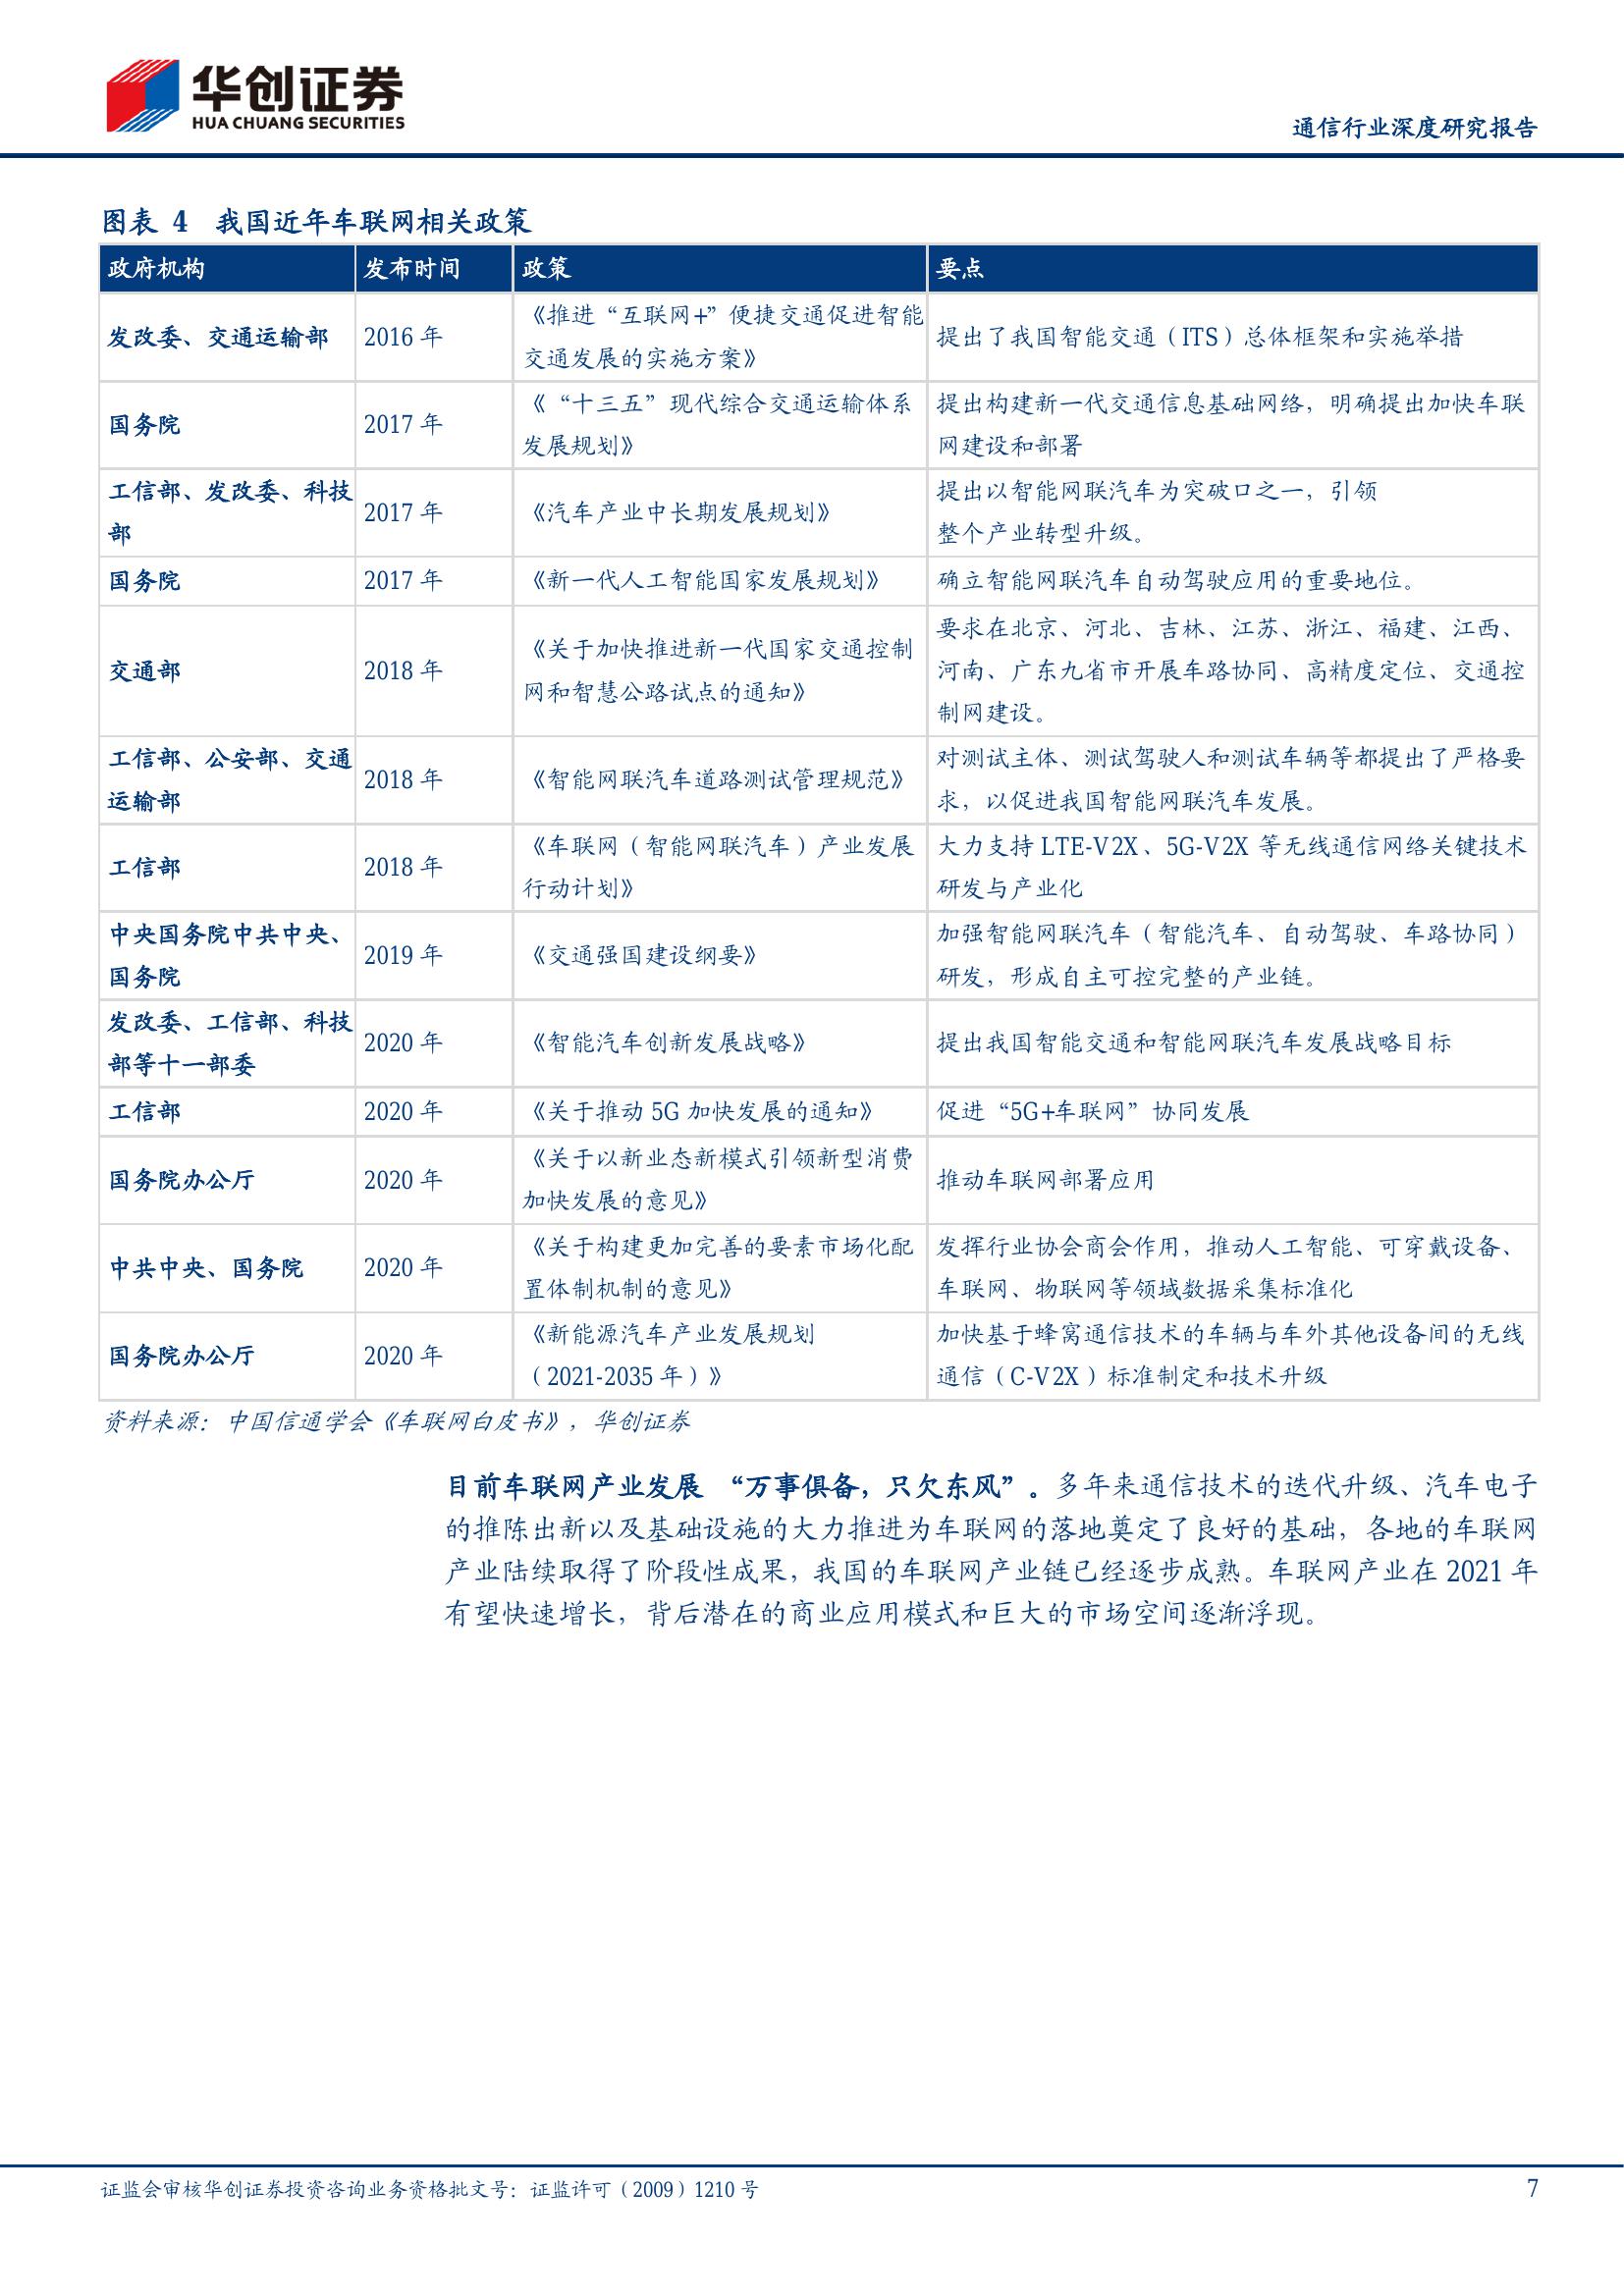 华创证券
HUA CHUANG SECURITIES
通信行业深度研究报告
图表 4 我国近年车联网相关政策
政府机构 发布时间 政策 要点
发改委、交通运输部 2016 年
《推进“互联网+”便捷交通促进智能
交通发展的实施方案》
提出了我国智能交通（ITS）总体框架和实施举措
国务院 2017 年
《“十三五”现代综合交通运输体系
发展规划》
提出构建新一代交通信息基础网络，明确提出加快车联
网建设和部署
工信部、发改委、科技
部
2017 年
《汽车产业中长期发展规划》
提出以智能网联汽车为突破口之一，引领
整个产业转型升级。
国务院 2017 年 《新一代人工智能国家发展规划》 确立智能网联汽车自动驾驶应用的重要地位。
交通部 2018 年
《关于加快推进新一代国家交通控制
网和智慧公路试点的通知》
要求在北京、河北、吉林、江苏、浙江、福建、江西、
河南、广东九省市开展车路协同、高精度定位、交通控
制网建设。
工信部、公安部、交通
运输部
2018 年
《智能网联汽车道路测试管理规范》
对测试主体、测试驾驶人和测试车辆等都提出了严格要
求，以促进我国智能网联汽车发展。
工信部 2018 年
《车联网（智能网联汽车）产业发展
行动计划》
大力支持 LTE-V2X、5G-V2X 等无线通信网络关键技术
研发与产业化
中央国务院中共中央、
国务院
2019 年
《交通强国建设纲要》
加强智能网联汽车（智能汽车、自动驾驶、车路协同）
研发，形成自主可控完整的产业链。
发改委、工信部、科技
部等十一部委
2020 年
《智能汽车创新发展战略》
提出我国智能交通和智能网联汽车发展战略目标
工信部 2020 年 《关于推动 5G 加快发展的通知》 促进“5G+车联网”协同发展
国务院办公厅 2020 年
《关于以新业态新模式引领新型消费
加快发展的意见》
推动车联网部署应用
中共中央、国务院 2020 年
《关于构建更加完善的要素市场化配
置体制机制的意见》
发挥行业协会商会作用，推动人工智能、可穿戴设备、
车联网、物联网等领域数据采集标准化
国务院办公厅 2020 年
《新能源汽车产业发展规划
（2021-2035 年）》
加快基于蜂窝通信技术的车辆与车外其他设备间的无线
通信（C-V2X）标准制定和技术升级
资料来源：中国信通学会《车联网白皮书》，华创证券
目前车联网产业发展 “万事俱备，只欠东风”。多年来通信技术的迭代升级、汽车电子
的推陈出新以及基础设施的大力推进为车联网的落地奠定了良好的基础，各地的车联网
产业陆续取得了阶段性成果，我国的车联网产业链已经逐步成熟。车联网产业在 2021 年
有望快速增长，背后潜在的商业应用模式和巨大的市场空间逐渐浮现。
证监会审核华创证券投资咨询业务资格批文号：证监许可（2009）1210 号 7